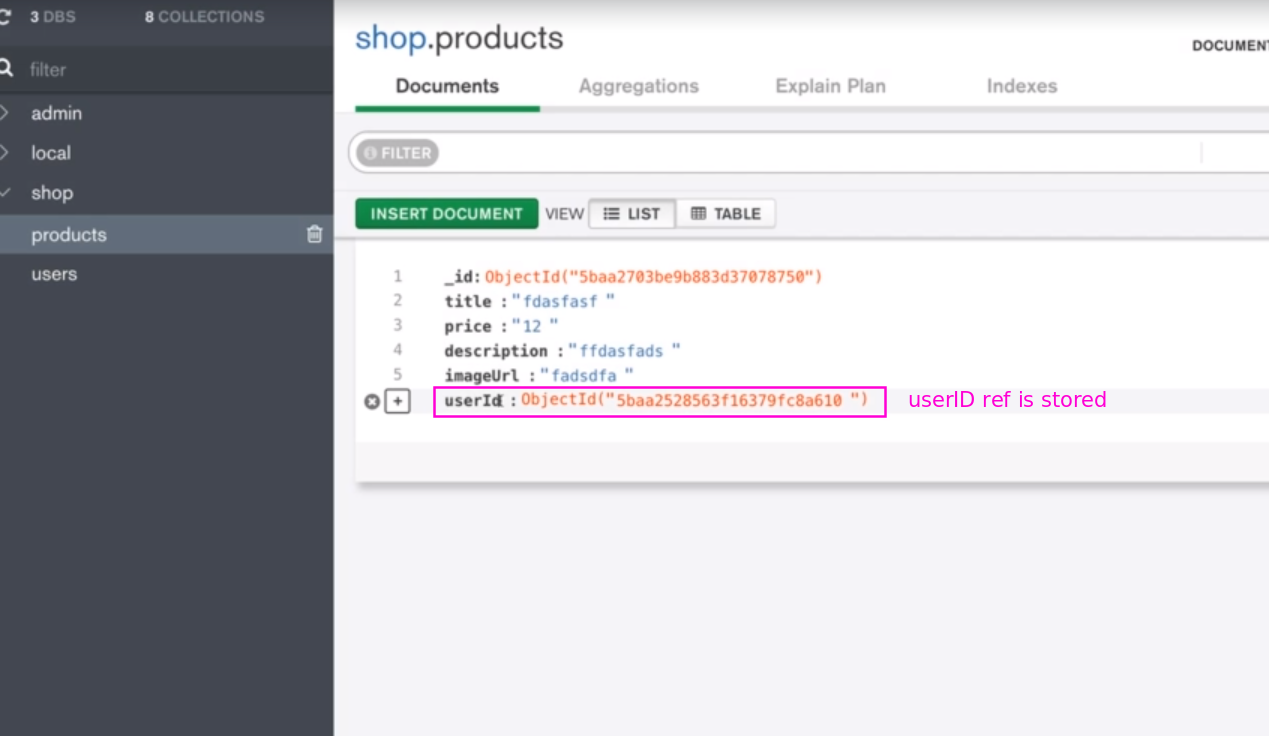 3 DBS 8 COLLECTIONS
filter
admin
local
shop
products
users
shop.products
DOCUMENT
Documents Aggregations Explain Plan Indexes
FILTER
INSERT DOCUMENT VIEW LIST TABLE
1 _id: ObjectId("5baa2703be9b883d37078750")
2 title : "fdasfasf "
3 price : "12 "
4 description : "ffdasfads "
5 imageUrl : "fadsdfa "
+ userId : ObjectId("5baa2528563f16379fc8a610 ") userID ref is stored